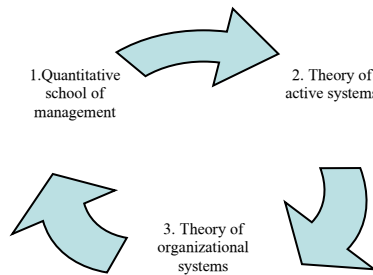 1.Quantitative
school of
management
2. Theory of
active systems
3. Theory of
organizational
systems